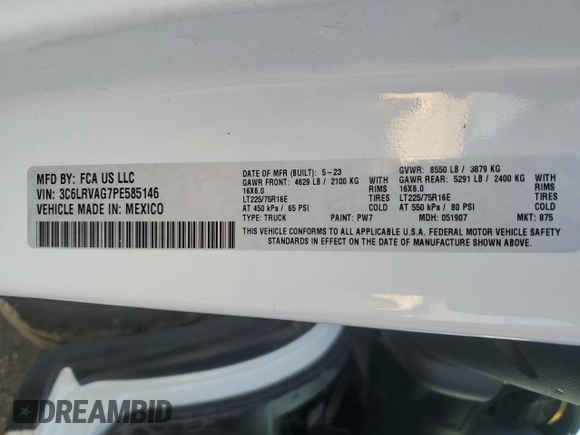 MFD BY: FCA US LLC
VIN: 3C6LRVAG7PE585146
VEHICLE MADE IN: MEXICO
DATE OF MFR (BUILT): 5-23
GAWR FRONT: 4629 LB / 2100 KG WITH
16X6.0 RIMS
LT225/75R16E TIRES
AT 450 kPa / 65 PSI COLD
TYPE: TRUCK PAINT: PW7
GVWR: 8550 LB / 3879 KG
GAWR REAR: 5291 LB / 2400 KG WITH
16X6.0 RIMS
LT225/75R16E TIRES
AT 550 kPa / 80 PSI COLD
MDH: 051907 MKT: 875
THIS VEHICLE CONFORMS TO ALL APPLICABLE U.S.A. FEDERAL MOTOR VEHICLE SAFETY
STANDARDS IN EFFECT ON THE DATE OF MANUFACTURE SHOWN ABOVE.
DREAMBID